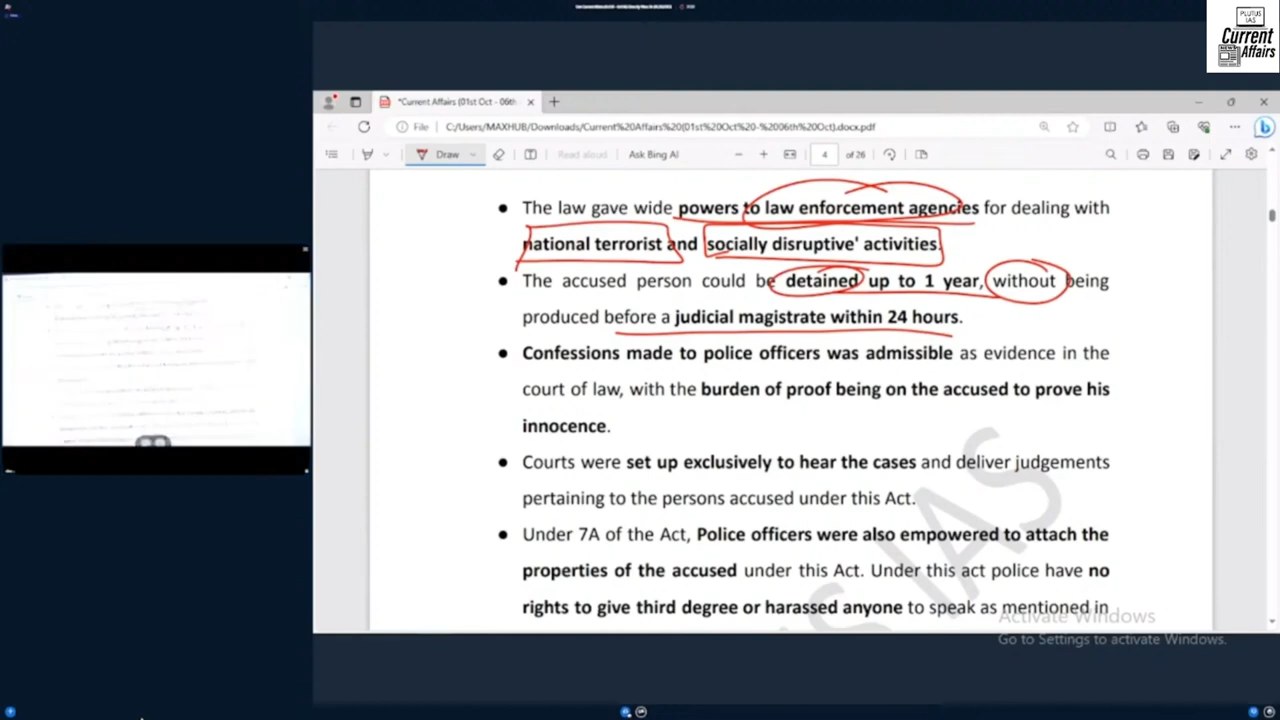 PLUTUS
IAS
Current
NEWS
Affairs
*Current Affairs (01st Oct - 06th
File
C:/Users/MAXHUB/Downloads/Current%20Affairs%20(01st%20Oct%20-%2006th%20Oct).docx.pdf
Draw
Read aloud
Ask Bing AI
4
of 26
• The law gave wide powers to law enforcement agencies for dealing with
national terrorist and socially disruptive' activities.
• The accused person could be detained up to 1 year, without being
produced before a judicial magistrate within 24 hours.
• Confessions made to police officers was admissible as evidence in the
court of law, with the burden of proof being on the accused to prove his
innocence.
• Courts were set up exclusively to hear the cases and deliver judgements
pertaining to the persons accused under this Act.
• Under 7A of the Act, Police officers were also empowered to attach the
properties of the accused under this Act. Under this act police have no
rights to give third degree or harassed anyone to speak as mentioned in
IAS
Activate Windows
Go to Settings to activate Windows.